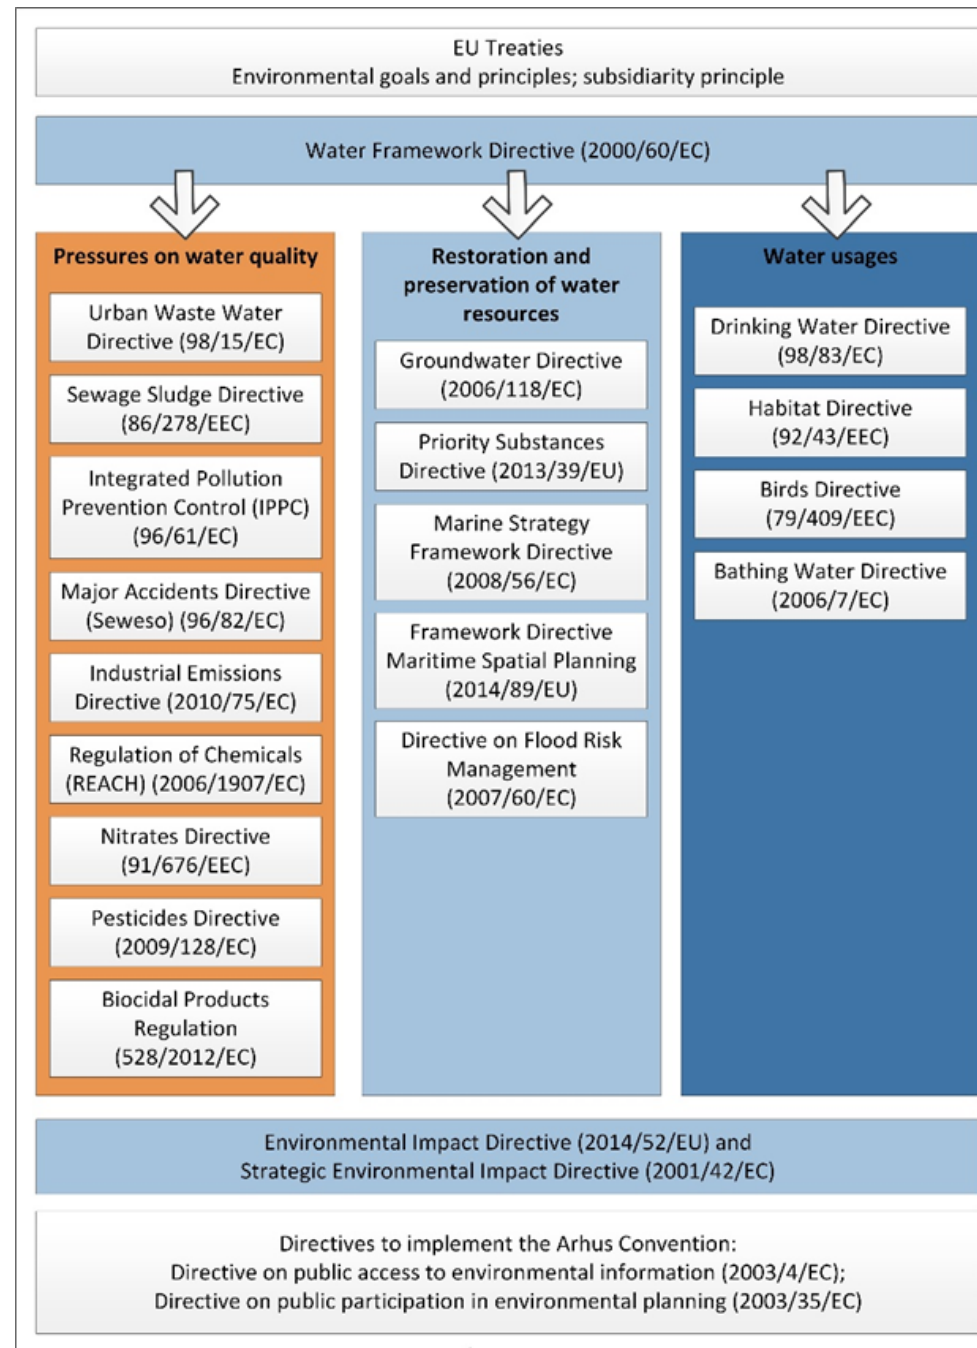 EU Treaties
Environmental goals and principles; subsidiarity principle
Water Framework Directive (2000/60/EC)
Pressures on water quality
Urban Waste Water
Directive (98/15/EC)
Sewage Sludge Directive
(86/278/EEC)
Integrated Pollution
Prevention Control (IPPC)
(96/61/EC)
Major Accidents Directive
(Seweso) (96/82/EC)
Industrial Emissions
Directive (2010/75/EC)
Regulation of Chemicals
(REACH) (2006/1907/EC)
Nitrates Directive
(91/676/EEC)
Pesticides Directive
(2009/128/EC)
Biocidal Products
Regulation
(528/2012/EC)
Restoration and
preservation of water
resources
Groundwater Directive
(2006/118/EC)
Priority Substances
Directive (2013/39/EU)
Marine Strategy
Framework Directive
(2008/56/EC)
Framework Directive
Maritime Spatial Planning
(2014/89/EU)
Directive on Flood Risk
Management
(2007/60/EC)
Water usages
Drinking Water Directive
(98/83/EC)
Habitat Directive
(92/43/EEC)
Birds Directive
(79/409/EEC)
Bathing Water Directive
(2006/7/EC)
Environmental Impact Directive (2014/52/EU) and
Strategic Environmental Impact Directive (2001/42/EC)
Directives to implement the Arhus Convention:
Directive on public access to environmental information (2003/4/EC);
Directive on public participation in environmental planning (2003/35/EC)